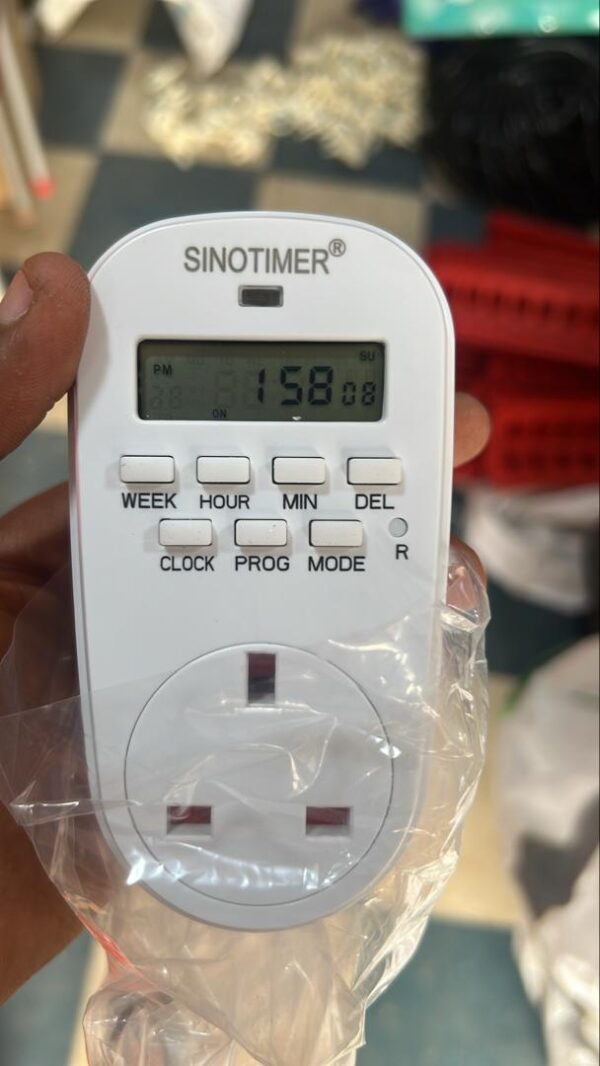 SINOTIMER®
SU
PM 1 58 08
ON
WEEK HOUR MIN DEL
CLOCK PROG MODE R